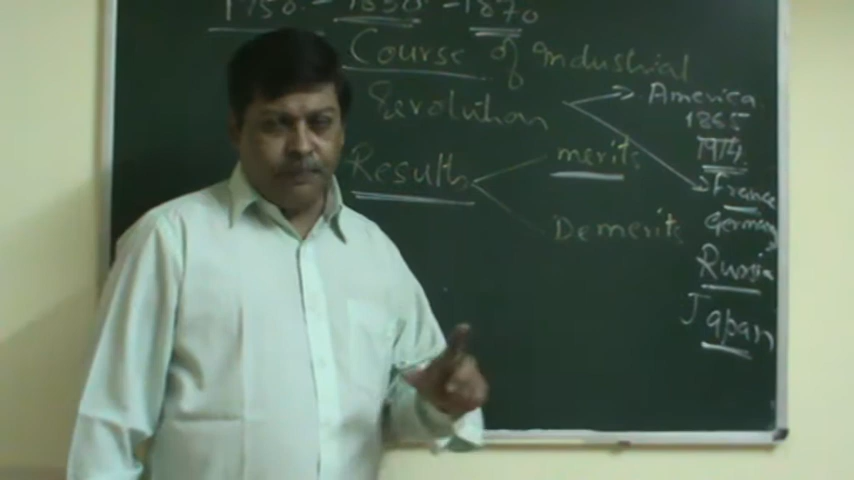 1750 - 1850 - 1870
Course of Industrial
Revolution
America
1865
1914
France
Germany
Russia
Japan
Results
merits
Demerits